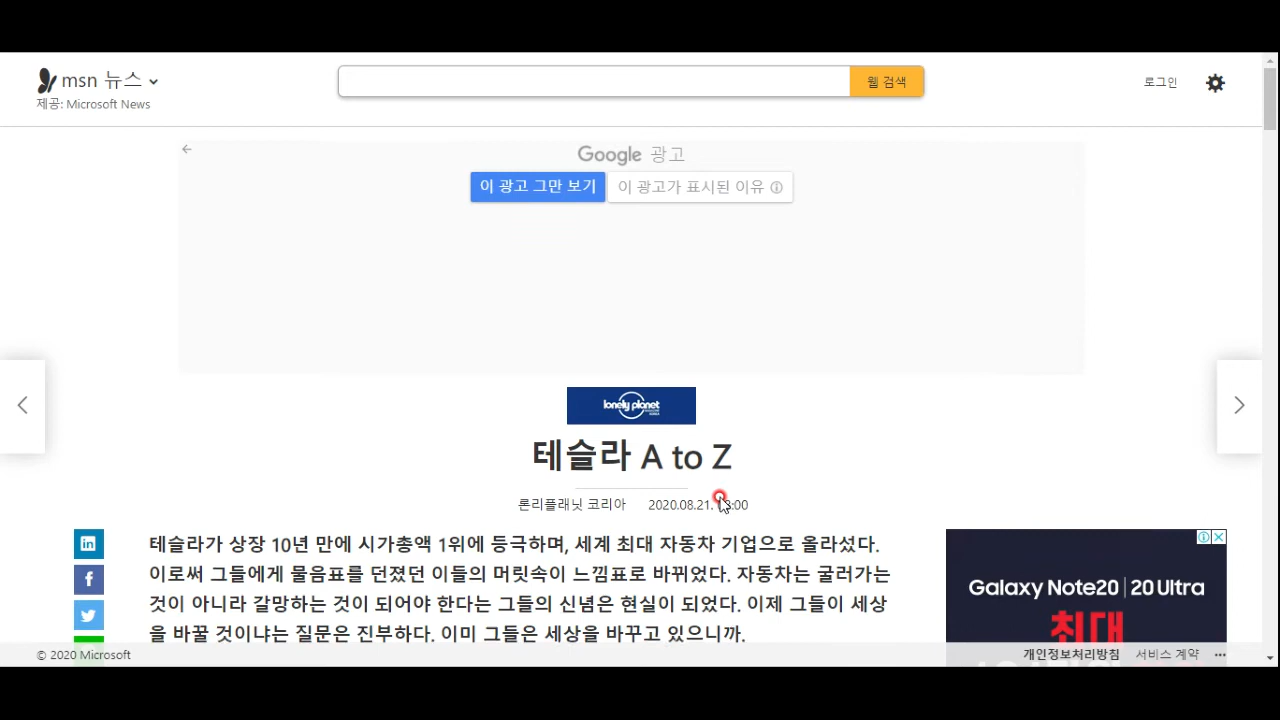 msn 뉴스
제공: Microsoft News
웹 검색
로그인
Google 광고
이 광고 그만 보기
이 광고가 표시된 이유
lonely planet
테슬라 A to Z
론리플래닛 코리아 2020.08.21. :00
테슬라가 상장 10년 만에 시가총액 1위에 등극하며, 세계 최대 자동차 기업으로 올라섰다.
이로써 그들에게 물음표를 던졌던 이들의 머릿속이 느낌표로 바뀌었다. 자동차는 굴러가는
것이 아니라 갈망하는 것이 되어야 한다는 그들의 신념은 현실이 되었다. 이제 그들이 세상
을 바꿀 것이냐는 질문은 진부하다. 이미 그들은 세상을 바꾸고 있으니까.
in
f
Galaxy Note20 | 20 Ultra
최대
© 2020 Microsoft
개인정보처리방침 서비스 계약 ...